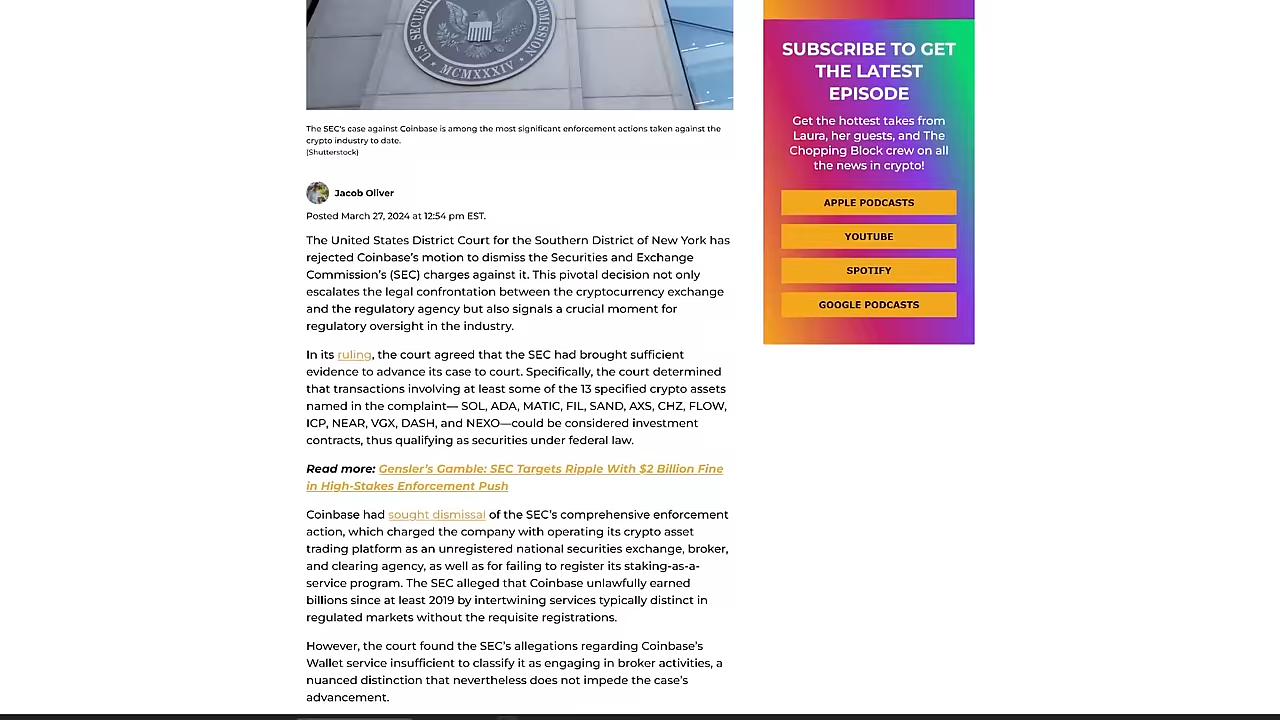 U.S. SECURI
COMMISSION
MCMXXXIV
The SEC's case against Coinbase is among the most significant enforcement actions taken against the
crypto industry to date.
(Shutterstock)
Jacob Oliver
Posted March 27, 2024 at 12:54 pm EST.
The United States District Court for the Southern District of New York has
rejected Coinbase's motion to dismiss the Securities and Exchange
Commission's (SEC) charges against it. This pivotal decision not only
escalates the legal confrontation between the cryptocurrency exchange
and the regulatory agency but also signals a crucial moment for
regulatory oversight in the industry.
In its ruling, the court agreed that the SEC had brought sufficient
evidence to advance its case to court. Specifically, the court determined
that transactions involving at least some of the 13 specified crypto assets
named in the complaint— SOL, ADA, MATIC, FIL, SAND, AXS, CHZ, FLOW,
ICP, NEAR, VGX, DASH, and NEXO—could be considered investment
contracts, thus qualifying as securities under federal law.
Read more: Gensler's Gamble: SEC Targets Ripple With $2 Billion Fine
in High-Stakes Enforcement Push
Coinbase had sought dismissal of the SEC's comprehensive enforcement
action, which charged the company with operating its crypto asset
trading platform as an unregistered national securities exchange, broker,
and clearing agency, as well as for failing to register its staking-as-a-
service program. The SEC alleged that Coinbase unlawfully earned
billions since at least 2019 by intertwining services typically distinct in
regulated markets without the requisite registrations.
However, the court found the SEC's allegations regarding Coinbase's
Wallet service insufficient to classify it as engaging in broker activities, a
nuanced distinction that nevertheless does not impede the case's
advancement.
SUBSCRIBE TO GET
THE LATEST
EPISODE
Get the hottest takes from
Laura, her guests, and The
Chopping Block crew on all
the news in crypto!
APPLE PODCASTS
YOUTUBE
SPOTIFY
GOOGLE PODCASTS